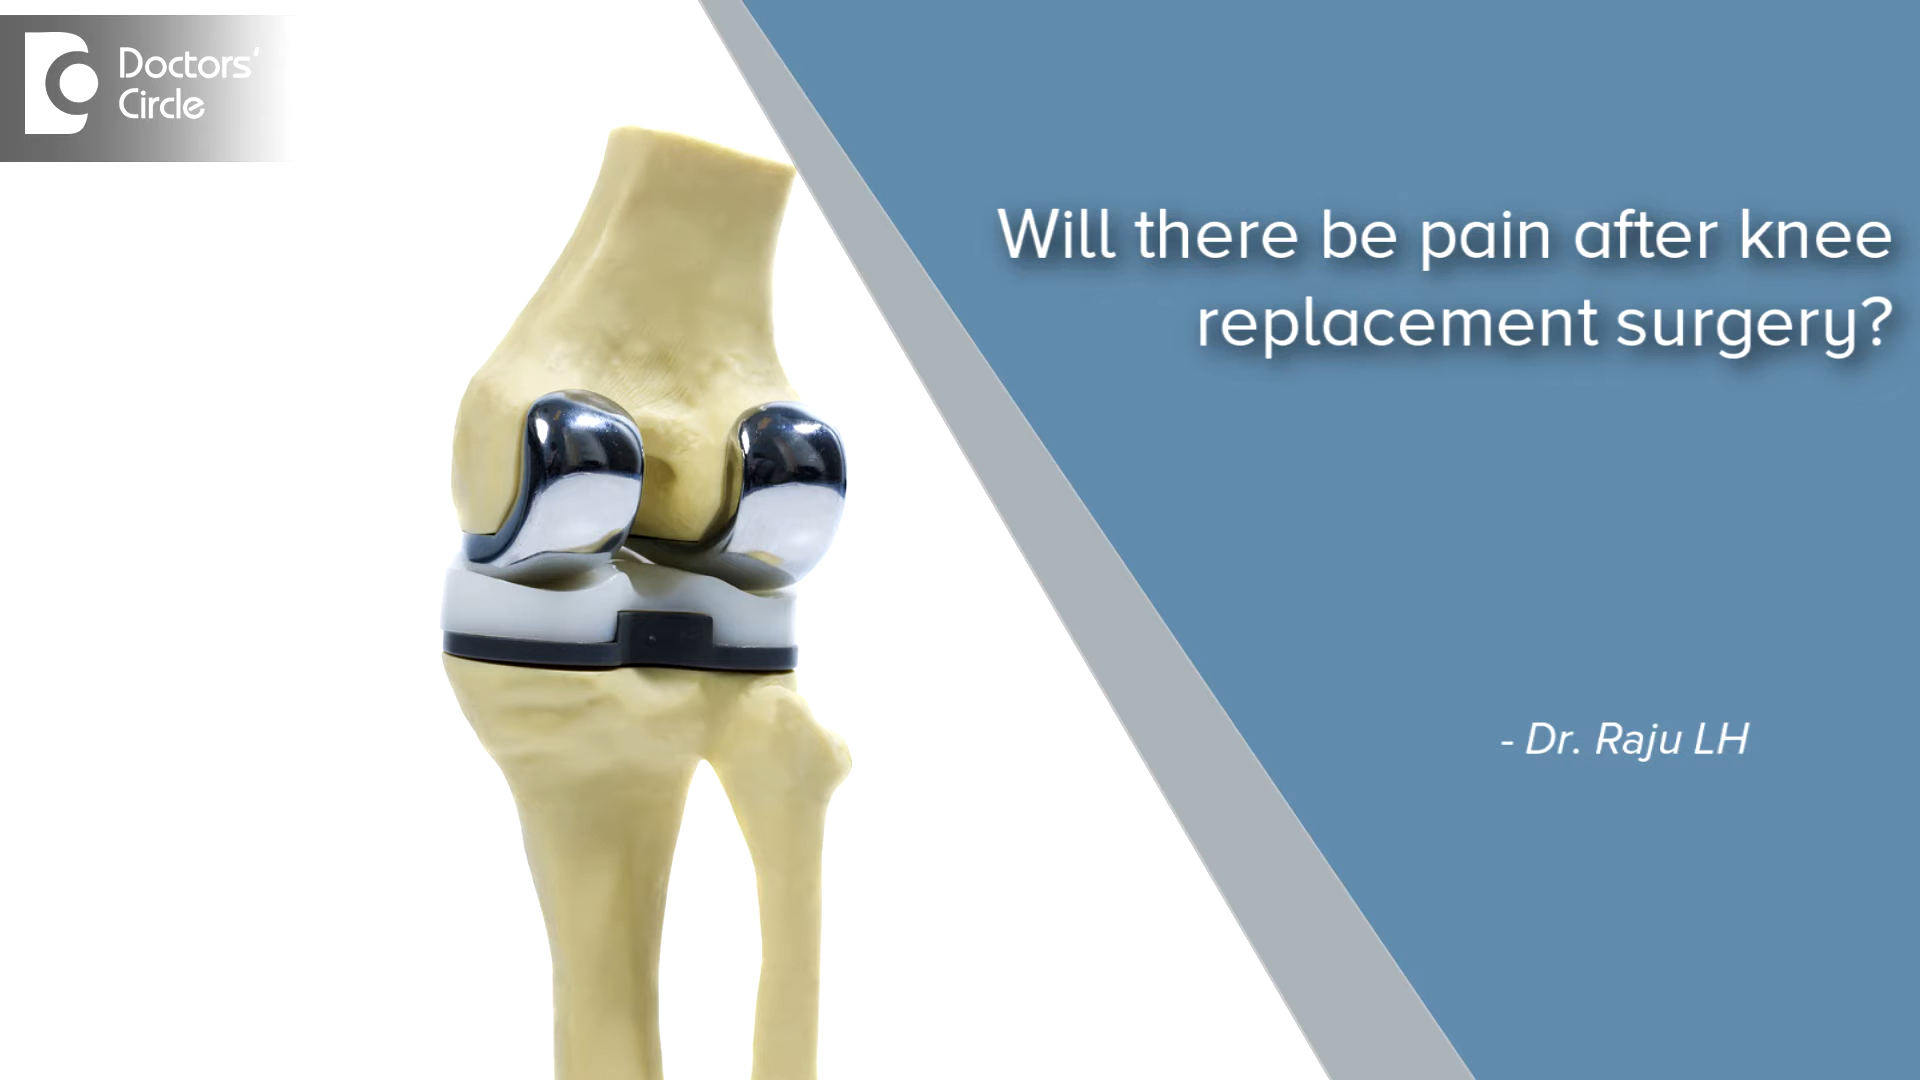 Doctors'
Circle
Will there be pain after knee
replacement surgery?
- Dr. Raju LH